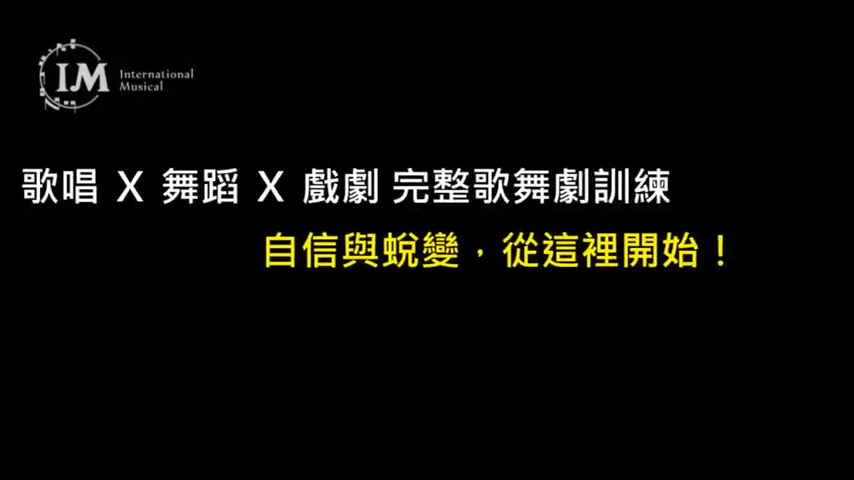 IM International
Musical
歌唱 X 舞蹈 X 戲劇 完整歌舞劇訓練
自信與蛻變，從這裡開始！